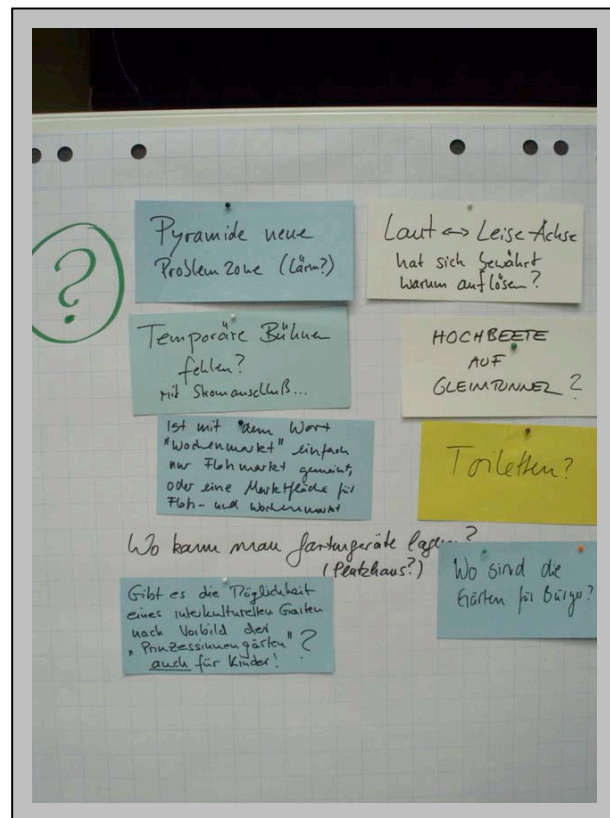 ?
Pyramide neue
Problemzone (Lärm?)
Laut ↔ Leise-Achse
hat sich bewährt
warum auflösen?
Temporäre Bühnen
fehlen?
mit Stromanschluß...
HOCHBEETE
AUF
GLEIMTUNNEL?
Ist mit dem Wort
"Wochenmarkt" einfach
nur Flohmarkt gemeint,
oder eine Marktfläche für
Floh- und Wochenmarkt
Toiletten?
Wo kann man Gartengeräte lagern?
(Platzhaus?)
Gibt es die Möglichkeit
eines interkulturellen Garten
nach Vorbild der
"Prinzessinnengärten"?
auch für Kinder!
Wo sind die
Gärten für Bürger?